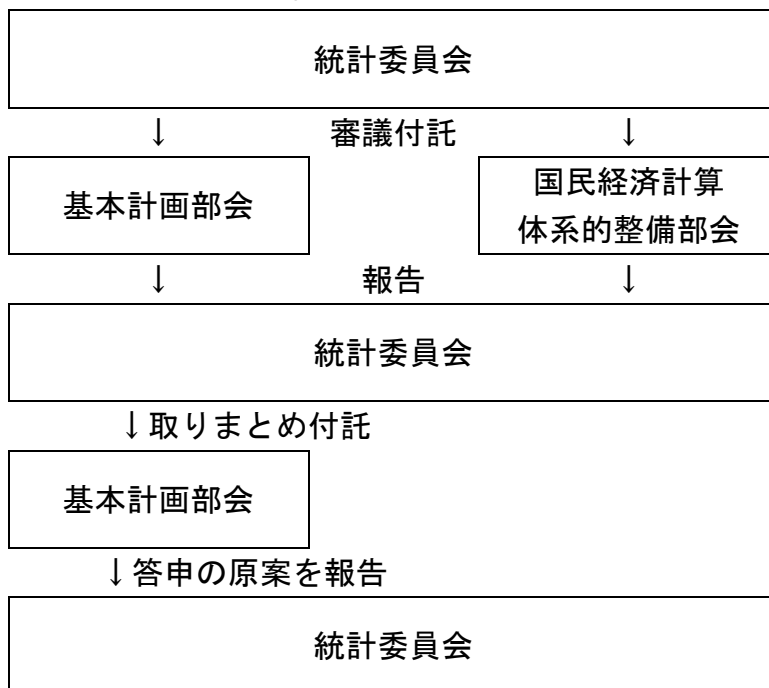 統計委員会
↓ 審議付託 ↓
基本計画部会
国民経済計算
体系的整備部会
↓ 報告 ↓
統計委員会
↓取りまとめ付託
基本計画部会
↓答申の原案を報告
統計委員会